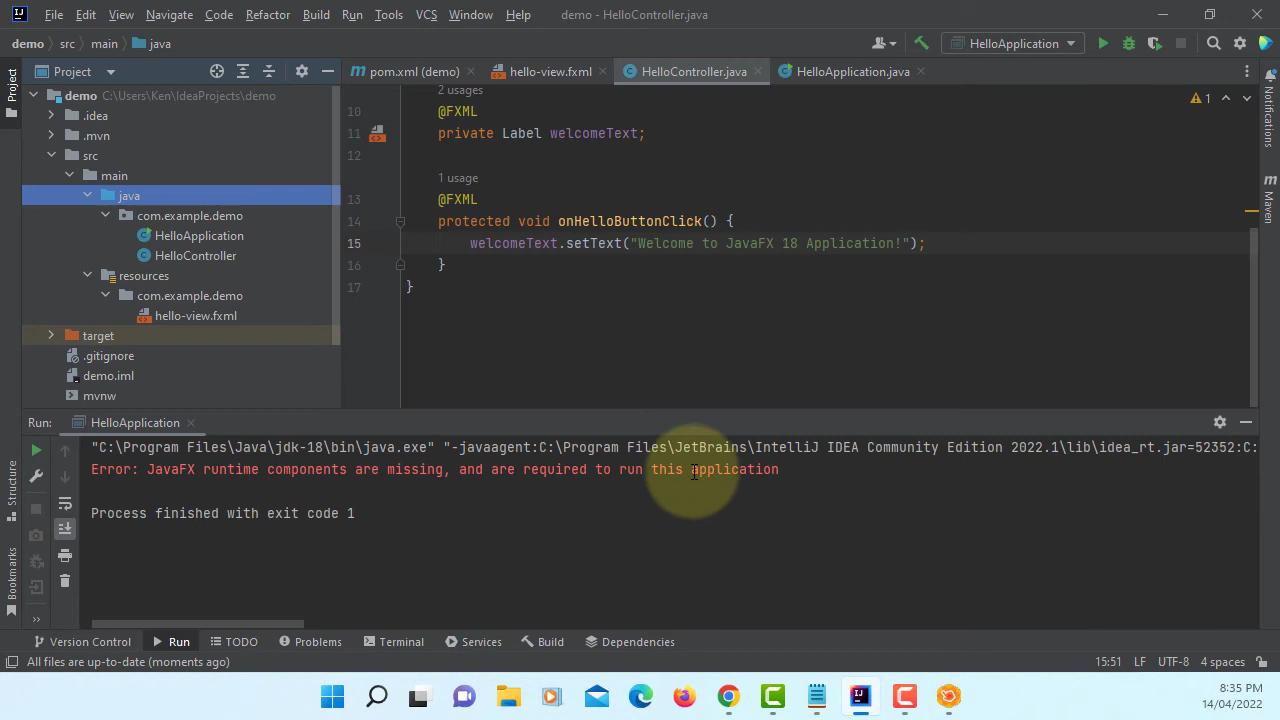 File Edit View Navigate Code Refactor Build Run Tools VCS Window Help demo - HelloController.java
demo src main java HelloApplication
Project pom.xml (demo) hello-view.fxml HelloController.java HelloApplication.java
Project
demo C:\Users\Ken\IdeaProjects\demo
.idea
.mvn
src
main
java
com.example.demo
HelloApplication
HelloController
resources
com.example.demo
hello-view.fxml
target
.gitignore
demo.iml
mvnw
2 usages
10 @FXML
11 private Label welcomeText;
12
1 usage
13 @FXML
14 protected void onHelloButtonClick() {
15 welcomeText.setText("Welcome to JavaFX 18 Application!");
16 }
17 }
1
Notifications
Maven
Run: HelloApplication
"C:\Program Files\Java\jdk-18\bin\java.exe" "-javaagent:C:\Program Files\JetBrains\IntelliJ IDEA Community Edition 2022.1\lib\idea_rt.jar=52352:C:
Error: JavaFX runtime components are missing, and are required to run this application
Process finished with exit code 1
Structure
Bookmarks
Version Control Run TODO Problems Terminal Services Build Dependencies
All files are up-to-date (moments ago) 15:51 LF UTF-8 4 spaces
8:35 PM
14/04/2022